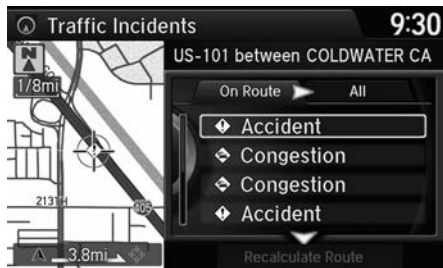 Traffic Incidents
9:30
N
US-101 between COLDWATER CA
1/8mi
On Route
All
Accident
Congestion
Congestion
Accident
213TH
405
3.8mi
Recalculate Route